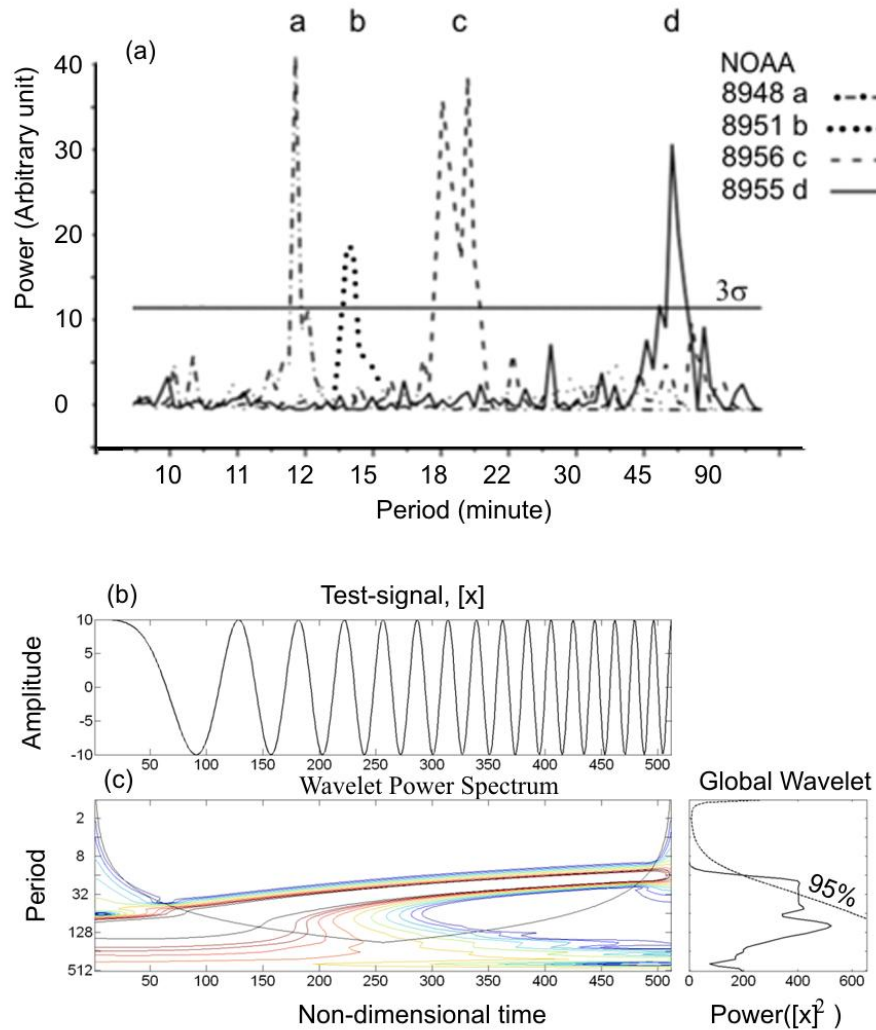 a b c d
(a)
NOAA
8948 a
8951 b
8956 c
8955 d
3σ
Power (Arbitrary unit)
40
30
20
10
0
10 11 12 15 18 22 30 45 90
Period (minute)
(b) Test-signal, [x]
Amplitude
10
5
0
-5
-10
50 100 150 200 250 300 350 400 450 500
(c) Wavelet Power Spectrum
Period
2
8
32
128
512
50 100 150 200 250 300 350 400 450 500
Non-dimensional time
Global Wavelet
95%
0 200 400 600
Power([x]² )